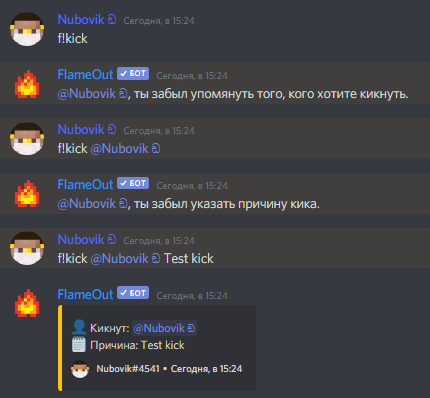 Nubovik ඞ Сегодня, в 15:24
f!kick
FlameOut ✓ БОТ Сегодня, в 15:24
@Nubovik ඞ, ты забыл упомянуть того, кого хотите кикнуть.
Nubovik ඞ Сегодня, в 15:24
f!kick @Nubovik ඞ
FlameOut ✓ БОТ Сегодня, в 15:24
@Nubovik ඞ, ты забыл указать причину кика.
Nubovik ඞ Сегодня, в 15:24
f!kick @Nubovik ඞ Test kick
FlameOut ✓ БОТ Сегодня, в 15:24
Кикнут: @Nubovik ඞ
Причина: Test kick
Nubovik#4541 • Сегодня, в 15:24